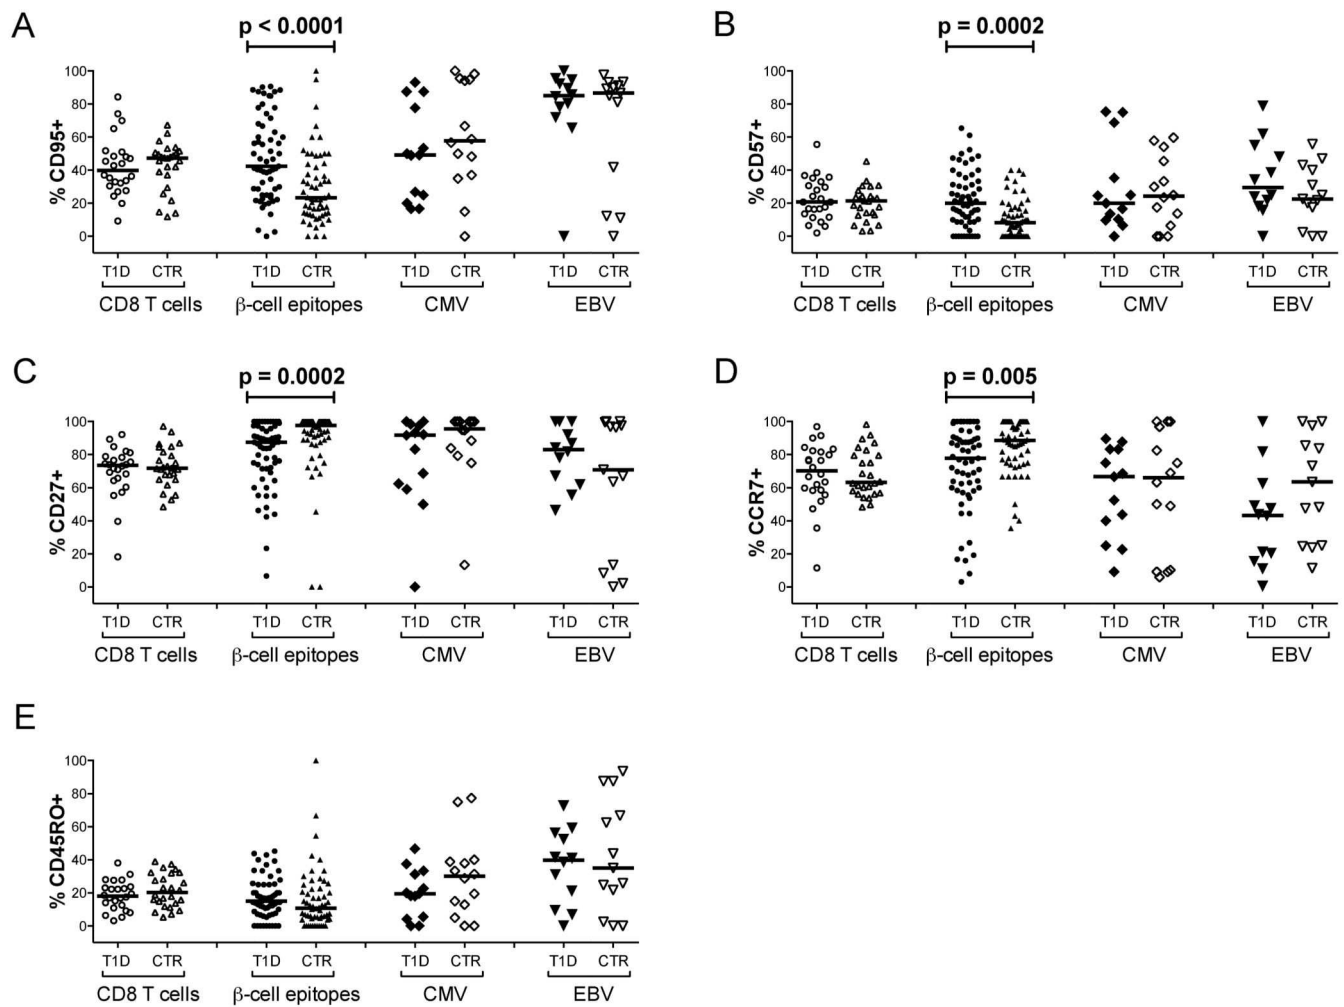 A
p < 0.0001
% CD95+
100
80
60
40
20
0
T1D CTR T1D CTR T1D CTR T1D CTR
CD8 T cells β-cell epitopes CMV EBV
B
p = 0.0002
% CD57+
100
80
60
40
20
0
T1D CTR T1D CTR T1D CTR T1D CTR
CD8 T cells β-cell epitopes CMV EBV
C
p = 0.0002
% CD27+
100
80
60
40
20
0
T1D CTR T1D CTR T1D CTR T1D CTR
CD8 T cells β-cell epitopes CMV EBV
D
p = 0.005
% CCR7+
100
80
60
40
20
0
T1D CTR T1D CTR T1D CTR T1D CTR
CD8 T cells β-cell epitopes CMV EBV
E
% CD45RO+
100
80
60
40
20
0
T1D CTR T1D CTR T1D CTR T1D CTR
CD8 T cells β-cell epitopes CMV EBV